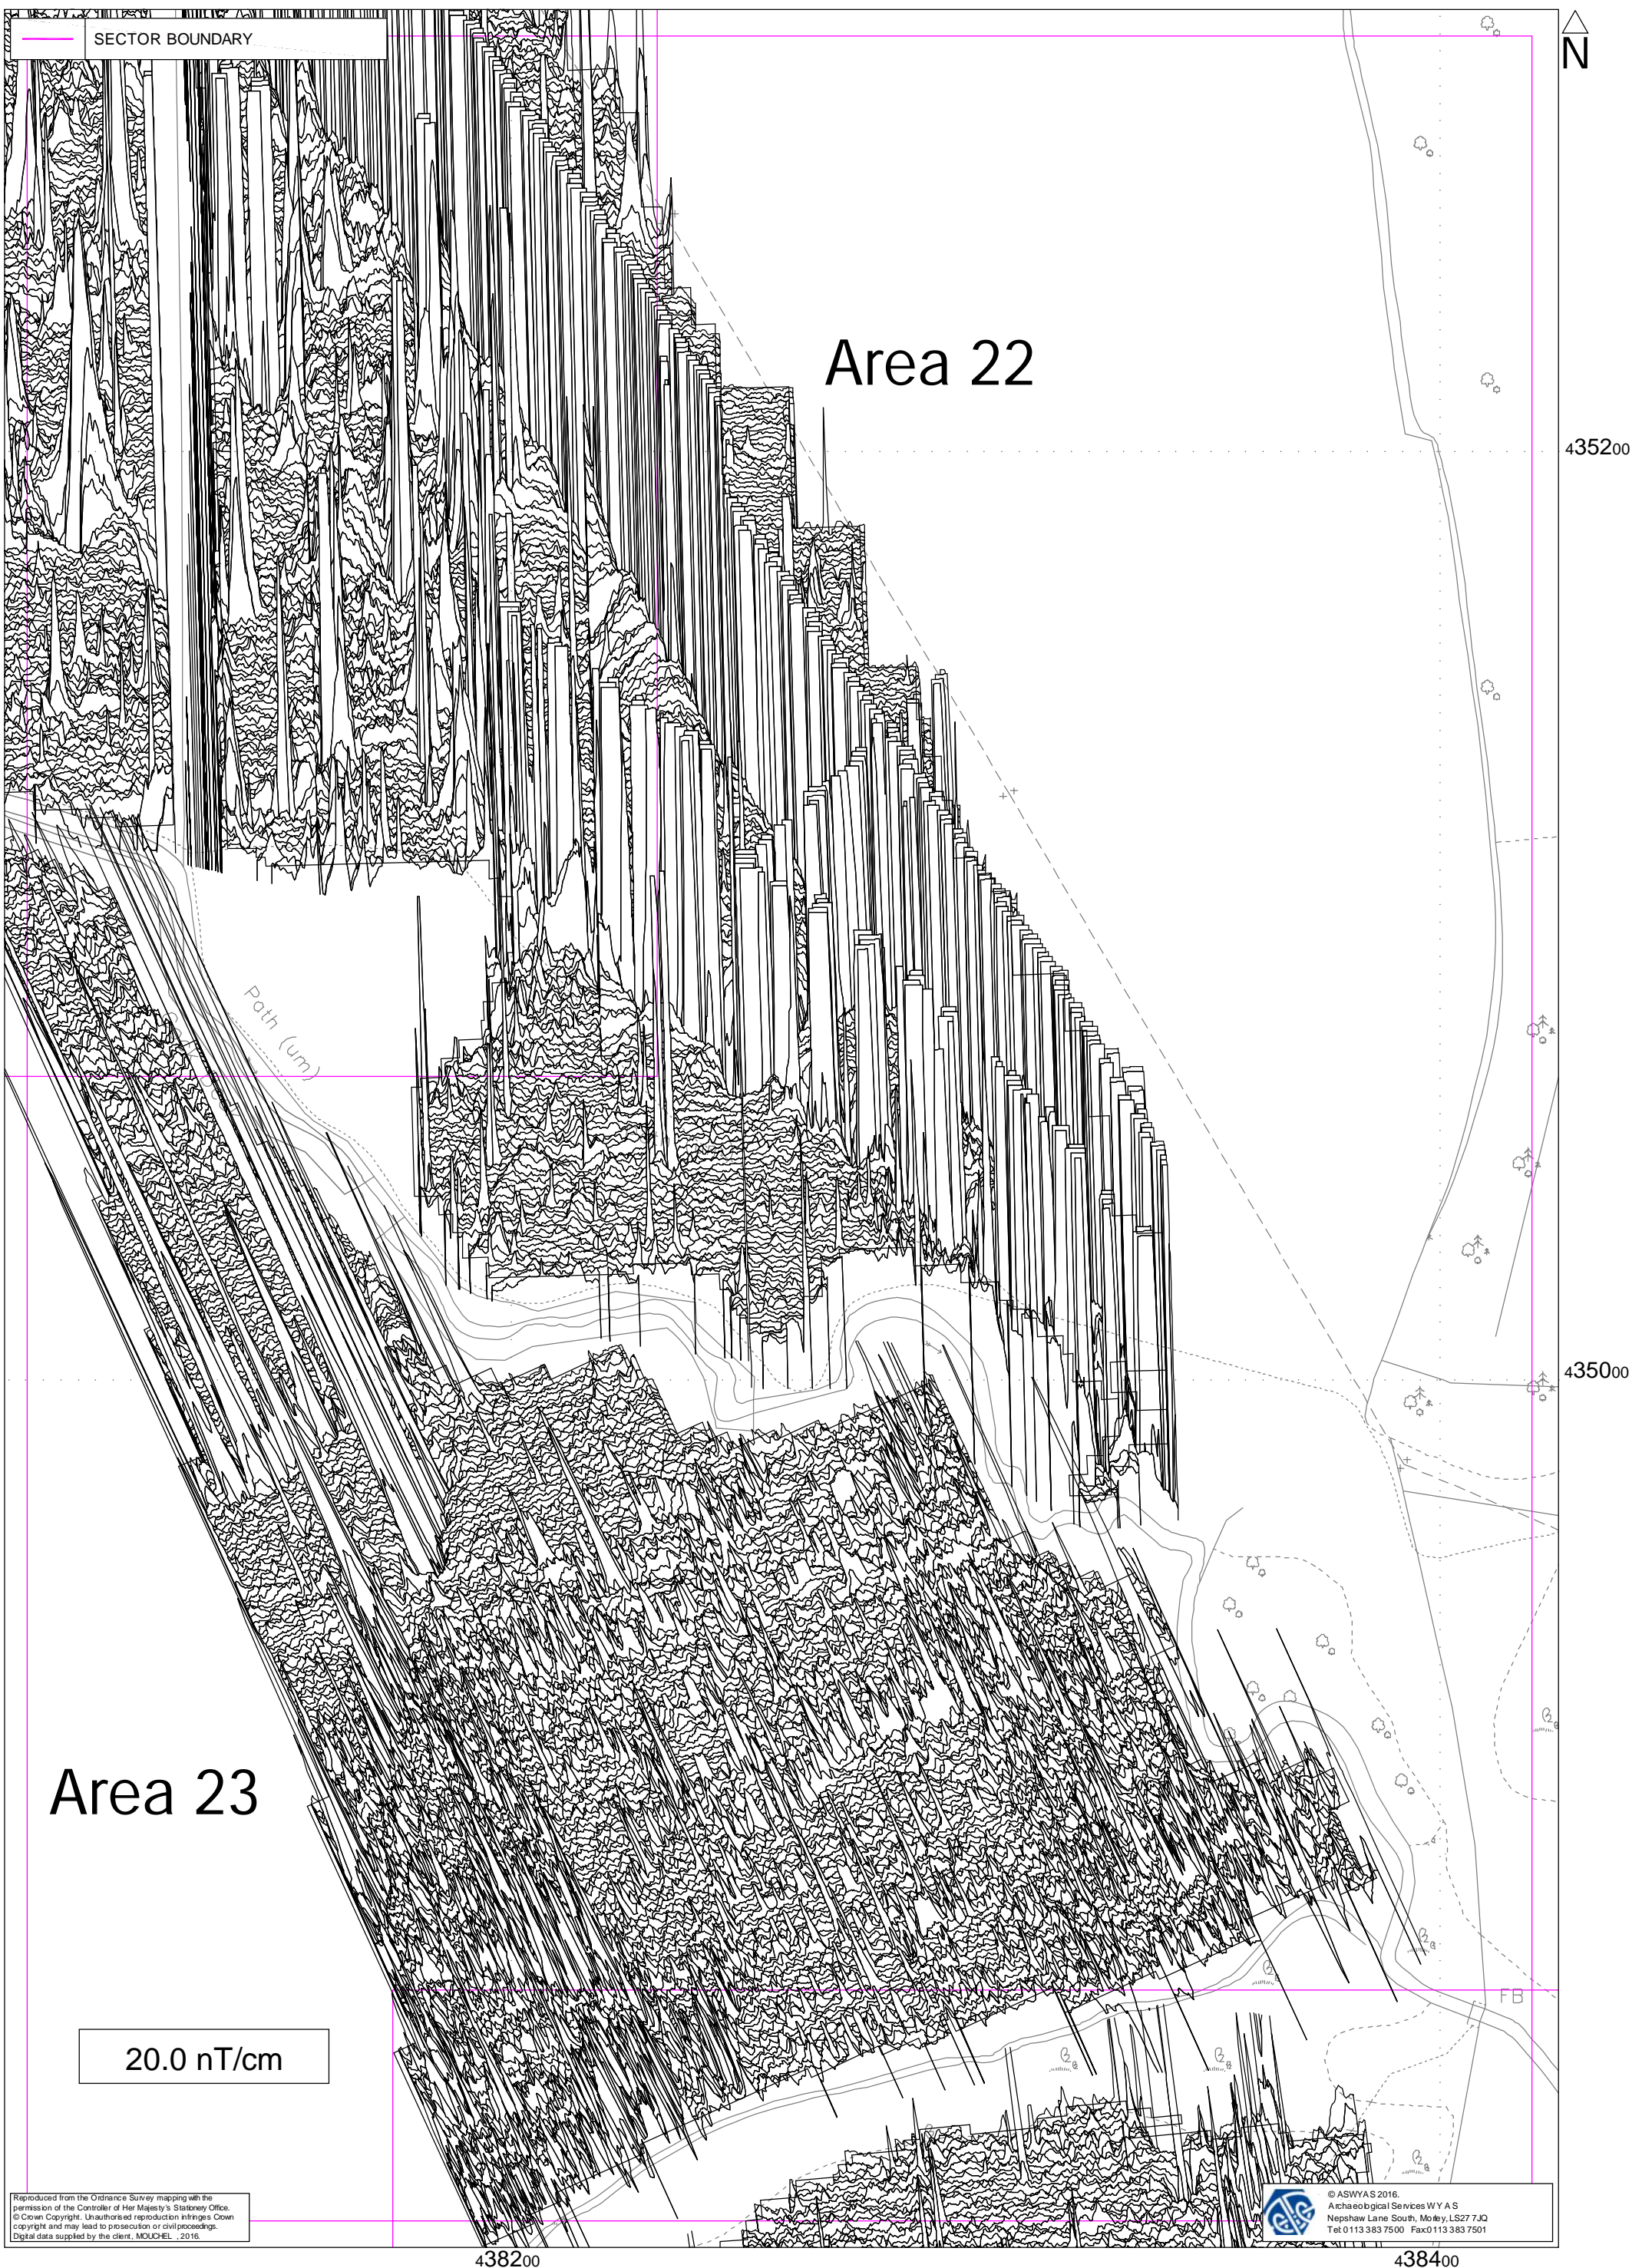 SECTOR BOUNDARY
N
Area 22
435200
Path (um)
435000
Area 23
FB
20.0 nT/cm
Reproduced from the Ordnance Survey mapping with the
permission of the Controller of Her Majesty's Stationery Office.
© Crown Copyright. Unauthorised reproduction infringes Crown
copyright and may lead to prosecution or civil proceedings.
Digital data supplied by the client, MOUCHEL , 2016.
© ASWYAS 2016.
Archaeological Services W Y A S
Nepshaw Lane South, Morley, LS27 7JQ
Tel: 0113 383 7500 Fax:0113 383 7501
438200
438400